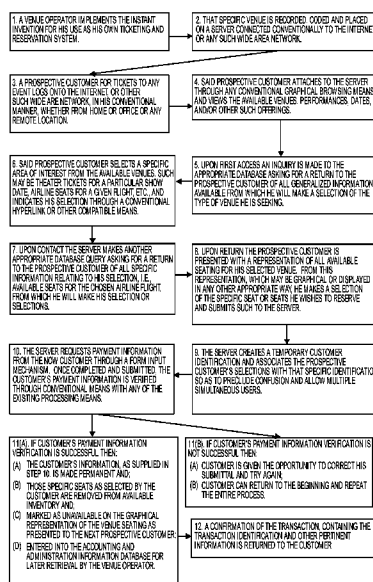 1. A VENUE OPERATOR IMPLEMENTS THE INSTANT
INVENTION FOR HIS USE AS HIS OWN TICKETING
AND RESERVATION SYSTEM.
2. THAT SPECIFIC VENUE IS RECORDED, CODED AND PLACED
ON A SERVER CONNECTED CONVENTIONALLY TO THE INTERNET
OR ANY SUCH WIDE AREA NETWORK.
3. A PROSPECTIVE CUSTOMER FOR TICKETS TO ANY
EVENT LOGS ONTO THE INTERNET, OR OTHER
SUCH WIDE ARE NETWORK, IN HIS CONVENTIONAL
MANNER, WHETHER FROM HOME OR OFFICE OR ANY
REMOTE LOCATION.
4. SAID PROSPECTIVE CUSTOMER ATTACHES TO THE SERVER
THROUGH ANY CONVENTIONAL GRAPHICAL BROWSING MEANS
AND VIEWS THE AVAILABLE VENUES, PERFORMANCES, DATES,
AND/OR OTHER SUCH OFFERINGS.
5. UPON FIRST ACCESS AN INQUIRY IS MADE TO THE
APPROPRIATE DATABASE ASKING FOR A RETURN TO THE
PROSPECTIVE CUSTOMER OF ALL GENERALIZED INFORMATION
AVAILABLE FROM WHICH HE WILL MAKE A SELECTION OF THE
TYPE OF VENUE HE IS SEEKING.
6. SAID PROSPECTIVE CUSTOMER SELECTS A SPECIFIC
AREA OF INTEREST FROM THE AVAILABLE VENUES. SUCH
MAY BE THEATER TICKETS FOR A PARTICULAR SHOW
DATE, AIRLINE SEATS FOR A GIVEN FLIGHT, ETC., AND
INDICATES HIS SELECTION THROUGH A CONVENTIONAL
HYPERLINK OR OTHER COMPATIBLE MEANS.
7. UPON CONTACT THE SERVER MAKES ANOTHER
APPROPRIATE DATABASE QUERY ASKING FOR A RETURN
TO THE PROSPECTIVE CUSTOMER OF ALL SPECIFIC
INFORMATION RELATING TO HIS SELECTION, I.E.,
AVAILABLE SEATS FOR THE CHOSEN AIRLINE FLIGHT,
FROM WHICH HE WILL MAKE HIS SELECTION OR
SELECTIONS.
8. UPON RETURN THE PROSPECTIVE CUSTOMER IS
PRESENTED WITH A REPRESENTATION OF ALL AVAILABLE
SEATING FOR HIS SELECTED VENUE. FROM THIS
REPRESENTATION, WHICH MAY BE GRAPHICAL OR DISPLAYED
IN ANY OTHER APPROPRIATE WAY, HE MAKES A SELECTION
OF THE SPECIFIC SEAT OR SEATS HE WISHES TO RESERVE
AND SUBMITS SUCH TO THE SERVER.
9. THE SERVER CREATES A TEMPORARY CUSTOMER
IDENTIFICATION AND ASSOCIATES THE PROSPECTIVE
CUSTOMER'S SELECTIONS WITH THAT SPECIFIC IDENTIFICATION
SO AS TO PRECLUDE CONFUSION AND ALLOW MULTIPLE
SIMULTANEOUS USERS.
10. THE SERVER REQUESTS PAYMENT INFORMATION
FROM THE NOW CUSTOMER THROUGH A FORM INPUT
MECHANISM. ONCE COMPLETED AND SUBMITTED, THE
CUSTOMER'S PAYMENT INFORMATION IS VERIFIED
THROUGH CONVENTIONAL MEANS WITH ANY OF THE
EXISTING PROCESSING MEANS.
11(A). IF CUSTOMER'S PAYMENT INFORMATION
VERIFICATION IS SUCCESSFUL THEN:
(A) THE CUSTOMER'S INFORMATION, AS SUPPLIED IN
STEP 10. IS MADE PERMANENT AND;
(B) THOSE SPECIFIC SEATS AS SELECTED BY THE
CUSTOMER ARE REMOVED FROM AVAILABLE
INVENTORY AND,
(C) MARKED AS UNAVAILABLE ON THE GRAPHICAL
REPRESENTATION OF THE VENUE SEATING AS
PRESENTED TO THE NEXT PROSPECTIVE CUSTOMER;
(D) ENTERED INTO THE ACCOUNTING AND
ADMINISTRATION INFORMATION DATABASE FOR
LATER RETRIEVAL BY THE VENUE OPERATOR.
11(B). IF CUSTOMER'S PAYMENT INFORMATION VERIFICATION IS
NOT SUCCESSFUL THEN:
(A) CUSTOMER IS GIVEN THE OPPORTUNITY TO CORRECT HIS
SUBMITTAL AND TRY AGAIN;
(B) CUSTOMER CAN RETURN TO THE BEGINNING AND REPEAT
THE ENTIRE PROCESS.
12. A CONFIRMATION OF THE TRANSACTION, CONTAINING THE
TRANSACTION IDENTIFICATION AND OTHER PERTINENT
INFORMATION IS RETURNED TO THE CUSTOMER